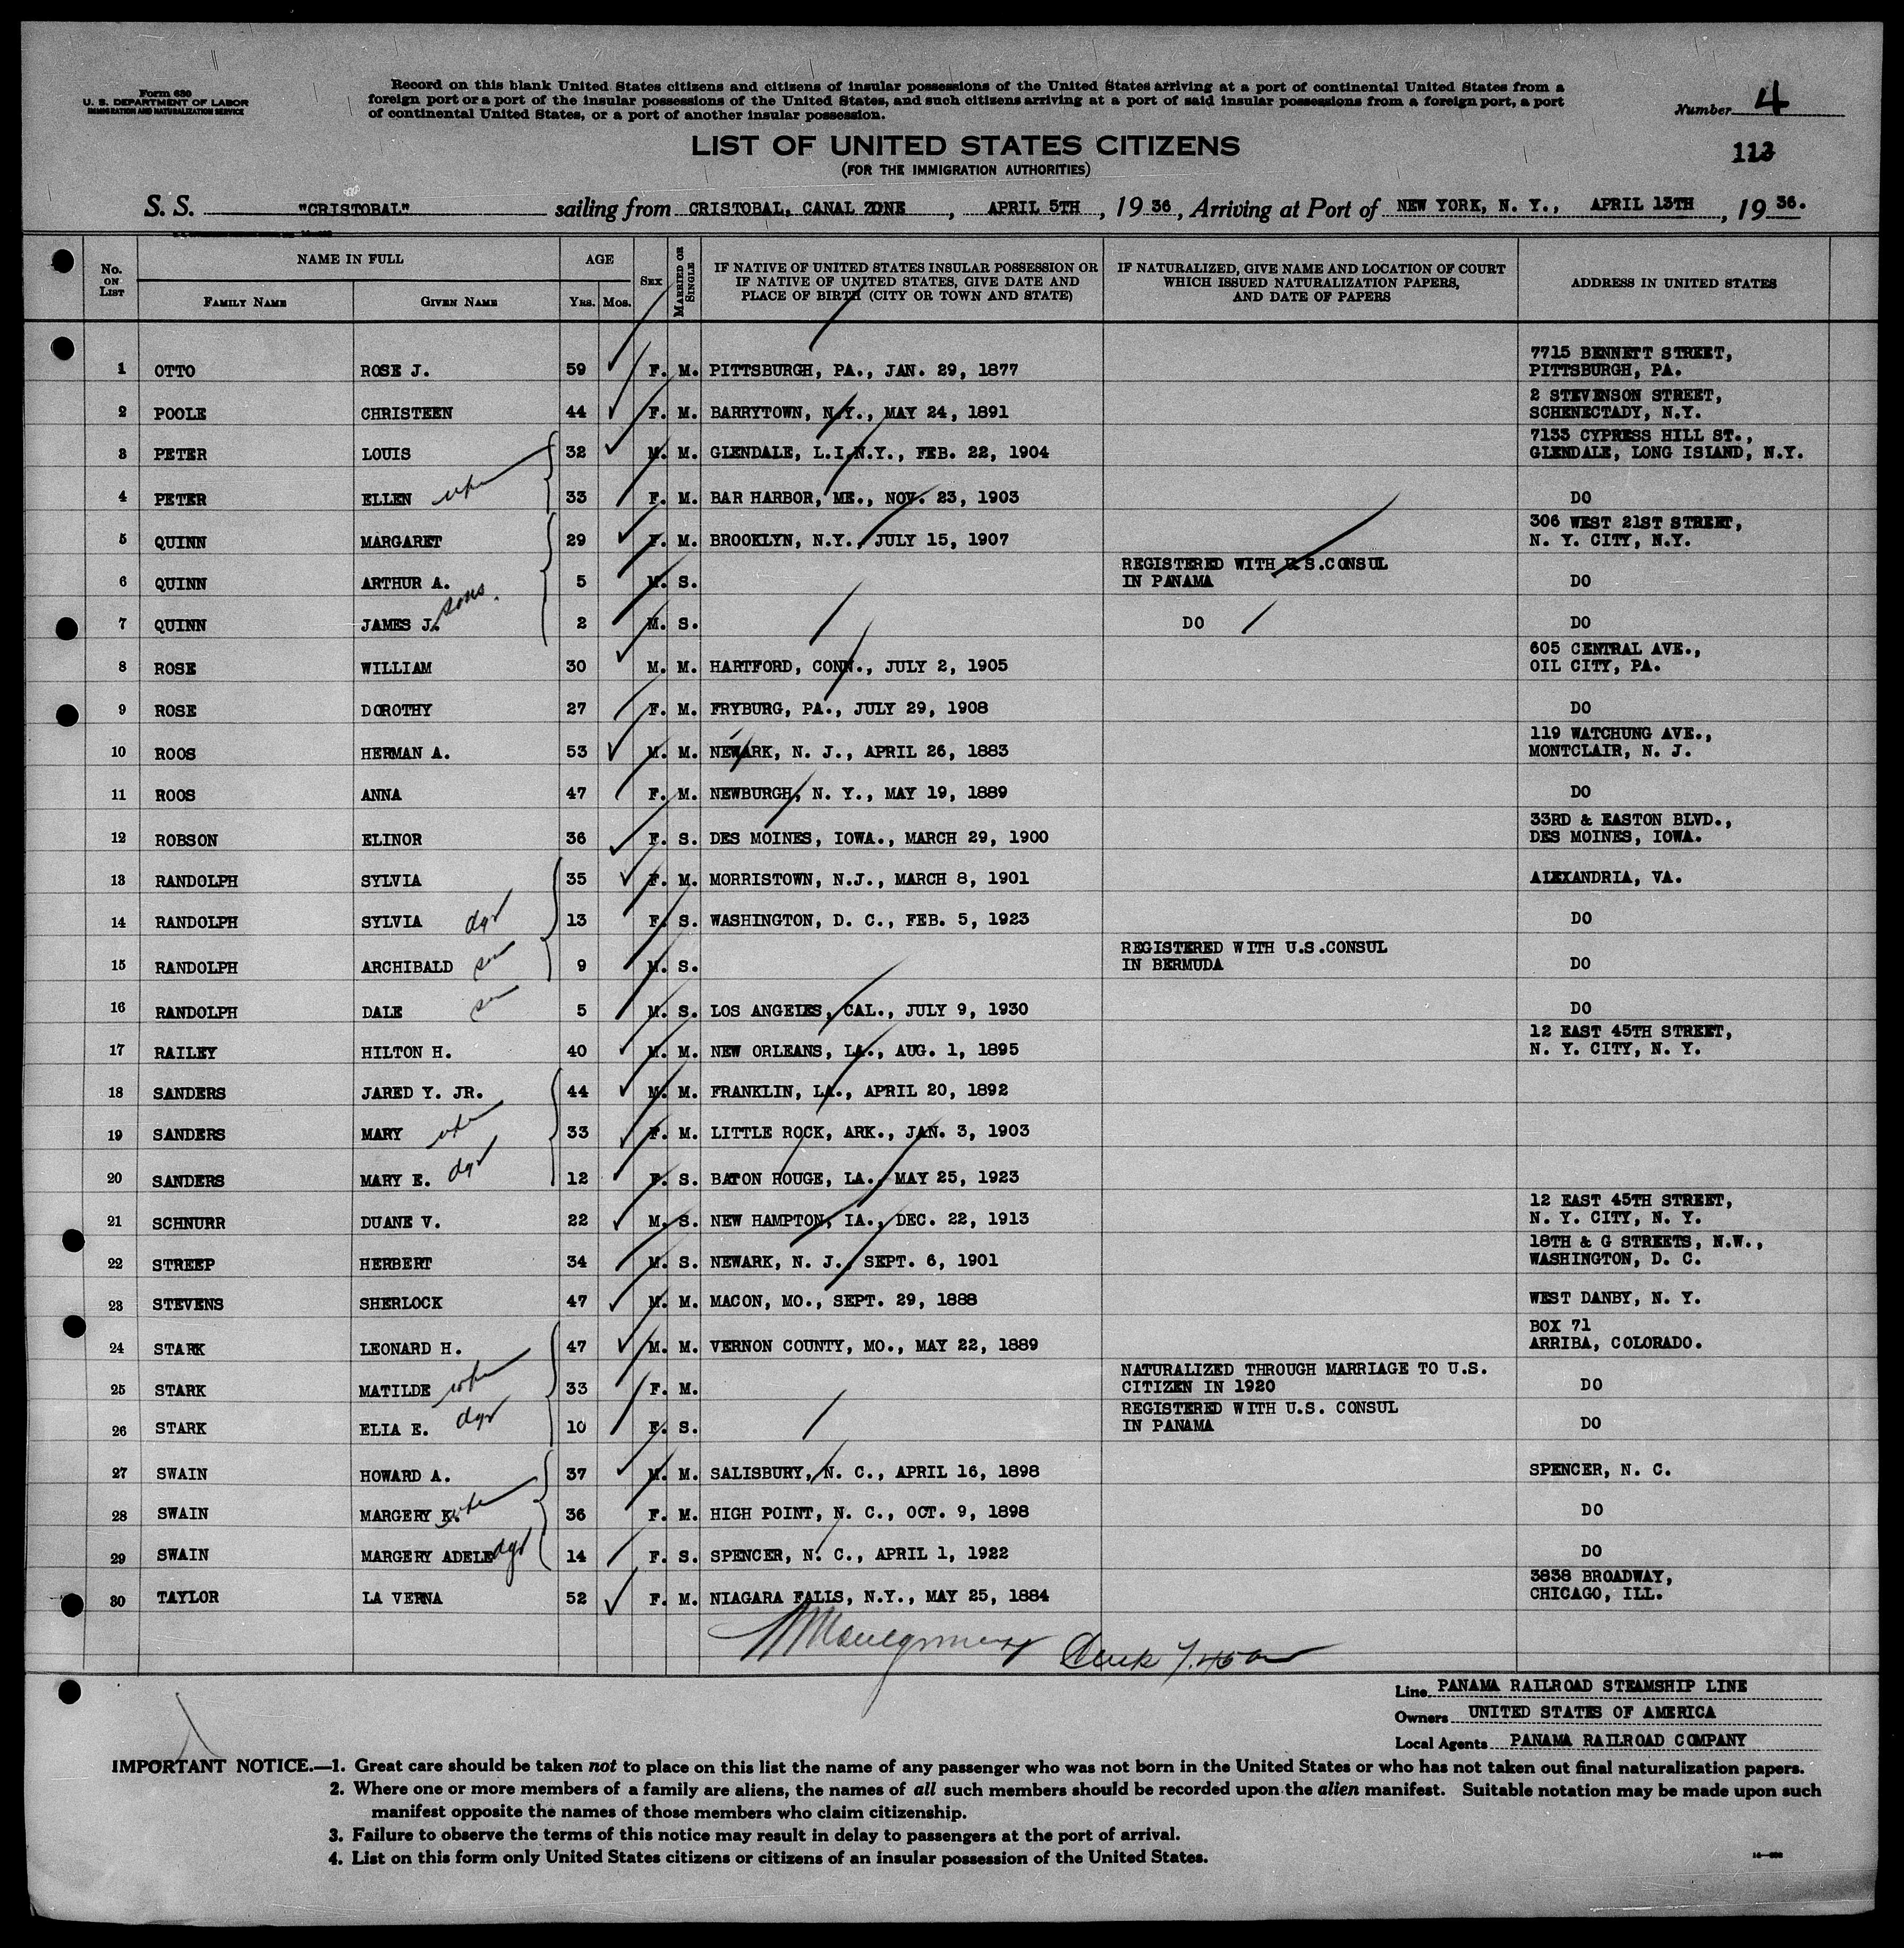 Form 630
U. S. DEPARTMENT OF LABOR
IMMIGRATION AND NATURALIZATION SERVICE
Record on this blank United States citizens and citizens of insular possessions of the United States arriving at a port of continental United States from a
foreign port or a port of the insular possessions of the United States, and such citizens arriving at a port of said insular possessions from a foreign port, a port
of continental United States, or a port of another insular possession.
Number 4
LIST OF UNITED STATES CITIZENS
(FOR THE IMMIGRATION AUTHORITIES)
S. S. "CRISTOBAL" sailing from CRISTOBAL, CANAL ZONE, APRIL 5TH, 1936, Arriving at Port of NEW YORK, N. Y., APRIL 13TH, 1936.
No. ON LIST
NAME IN FULL
FAMILY NAME
GIVEN NAME
AGE
YRS.
MOS.
SEX
MARRIED OR SINGLE
IF NATIVE OF UNITED STATES INSULAR POSSESSION OR
IF NATIVE OF UNITED STATES, GIVE DATE AND
PLACE OF BIRTH (CITY OR TOWN AND STATE)
IF NATURALIZED, GIVE NAME AND LOCATION OF COURT
WHICH ISSUED NATURALIZATION PAPERS,
AND DATE OF PAPERS
ADDRESS IN UNITED STATES
1 OTTO ROSE J. 59 F. M. PITTSBURGH, PA., JAN. 29, 1877 7715 BENNETT STREET,
PITTSBURGH, PA.
2 POOLE CHRISTEEN 44 F. M. BARRYTOWN, N.Y., MAY 24, 1891 2 STEVENSON STREET,
SCHENECTADY, N.Y.
3 PETER LOUIS 32 M. M. GLENDALE, L.I.N.Y., FEB. 22, 1904 7133 CYPRESS HILL ST.,
GLENDALE, LONG ISLAND, N.Y.
4 PETER ELLEN wife 33 F. M. BAR HARBOR, ME., NOV. 23, 1903 DO
5 QUINN MARGARET 29 F. M. BROOKLYN, N.Y., JULY 15, 1907 306 WEST 21ST STREET,
N. Y. CITY, N.Y.
6 QUINN ARTHUR A. 5 M. S. REGISTERED WITH U.S.CONSUL
IN PANAMA DO
sons.
7 QUINN JAMES J. 2 M. S. DO DO
8 ROSE WILLIAM 30 M. M. HARTFORD, CONN., JULY 2, 1905 605 CENTRAL AVE.,
OIL CITY, PA.
9 ROSE DOROTHY 27 F. M. FRYBURG, PA., JULY 29, 1908 DO
10 ROOS HERMAN A. 53 M. M. NEWARK, N. J., APRIL 26, 1883 119 WATCHUNG AVE.,
MONTCLAIR, N. J.
11 ROOS ANNA 47 F. M. NEWBURGH, N. Y., MAY 19, 1889 DO
12 ROBSON ELINOR 36 F. S. DES MOINES, IOWA., MARCH 29, 1900 33RD & EASTON BLVD.,
DES MOINES, IOWA.
13 RANDOLPH SYLVIA 35 F. M. MORRISTOWN, N.J., MARCH 8, 1901 ALEXANDRIA, VA.
14 RANDOLPH SYLVIA dgr 13 F. S. WASHINGTON, D. C., FEB. 5, 1923 DO
15 RANDOLPH ARCHIBALD son 9 M. S. REGISTERED WITH U.S.CONSUL
IN BERMUDA DO
16 RANDOLPH DALE son 5 M. S. LOS ANGELES, CAL., JULY 9, 1930 DO
17 RAILEY HILTON H. 40 M. M. NEW ORLEANS, LA., AUG. 1, 1895 12 EAST 45TH STREET,
N. Y. CITY, N. Y.
18 SANDERS JARED Y. JR. 44 M. M. FRANKLIN, LA., APRIL 20, 1892
19 SANDERS MARY wife 33 F. M. LITTLE ROCK, ARK., JAN. 3, 1903
20 SANDERS MARY E. dgr 12 F. S. BATON ROUGE, LA., MAY 25, 1923
21 SCHNURR DUANE V. 22 M. S. NEW HAMPTON, IA., DEC. 22, 1913 12 EAST 45TH STREET,
N. Y. CITY, N. Y.
22 STREEP HERBERT 34 M. S. NEWARK, N. J., SEPT. 6, 1901 18TH & G STREETS, N.W.,
WASHINGTON, D. C.
23 STEVENS SHERLOCK 47 M. M. MACON, MO., SEPT. 29, 1888 WEST DANBY, N. Y.
24 STARK LEONARD H. 47 M. M. VERNON COUNTY, MO., MAY 22, 1889 BOX 71
ARRIBA, COLORADO.
25 STARK MATILDE wife 33 F. M. NATURALIZED THROUGH MARRIAGE TO U.S.
CITIZEN IN 1920 DO
26 STARK ELIA E. dgr 10 F. S. REGISTERED WITH U.S. CONSUL
IN PANAMA DO
27 SWAIN HOWARD A. 37 M. M. SALISBURY, N. C., APRIL 16, 1898 SPENCER, N. C.
28 SWAIN MARGERY K. wife 36 F. M. HIGH POINT, N. C., OCT. 9, 1898 DO
29 SWAIN MARGERY ADELE dgr 14 F. S. SPENCER, N. C., APRIL 1, 1922 DO
30 TAYLOR LA VERNA 52 F. M. NIAGARA FALLS, N.Y., MAY 25, 1884 3838 BROADWAY,
CHICAGO, ILL.
Montgomery
Line PANAMA RAILROAD STEAMSHIP LINE
Owners UNITED STATES OF AMERICA
Local Agents PANAMA RAILROAD COMPANY
IMPORTANT NOTICE.—1. Great care should be taken not to place on this list the name of any passenger who was not born in the United States or who has not taken out final naturalization papers.
2. Where one or more members of a family are aliens, the names of all such members should be recorded upon the alien manifest. Suitable notation may be made upon such
manifest opposite the names of those members who claim citizenship.
3. Failure to observe the terms of this notice may result in delay to passengers at the port of arrival.
4. List on this form only United States citizens or citizens of an insular possession of the United States.